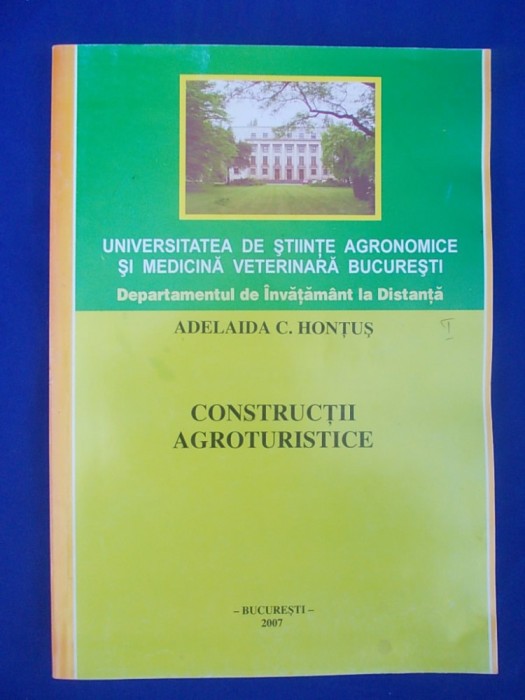 UNIVERSITATEA DE ŞTIINŢE AGRONOMICE
ŞI MEDICINĂ VETERINARĂ BUCUREŞTI
Departamentul de Învăţământ la Distanţă
ADELAIDA C. HONŢUŞ
I
CONSTRUCŢII
AGROTURISTICE
– BUCUREŞTI –
2007